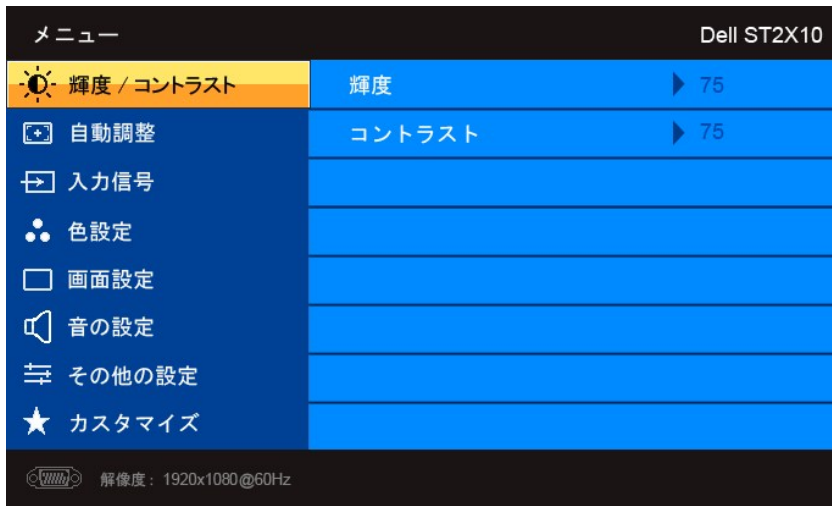 メニュー
Dell ST2X10
輝度 / コントラスト
輝度 75
自動調整
コントラスト 75
入力信号
色設定
画面設定
音の設定
その他の設定
カスタマイズ
解像度 : 1920x1080@60Hz